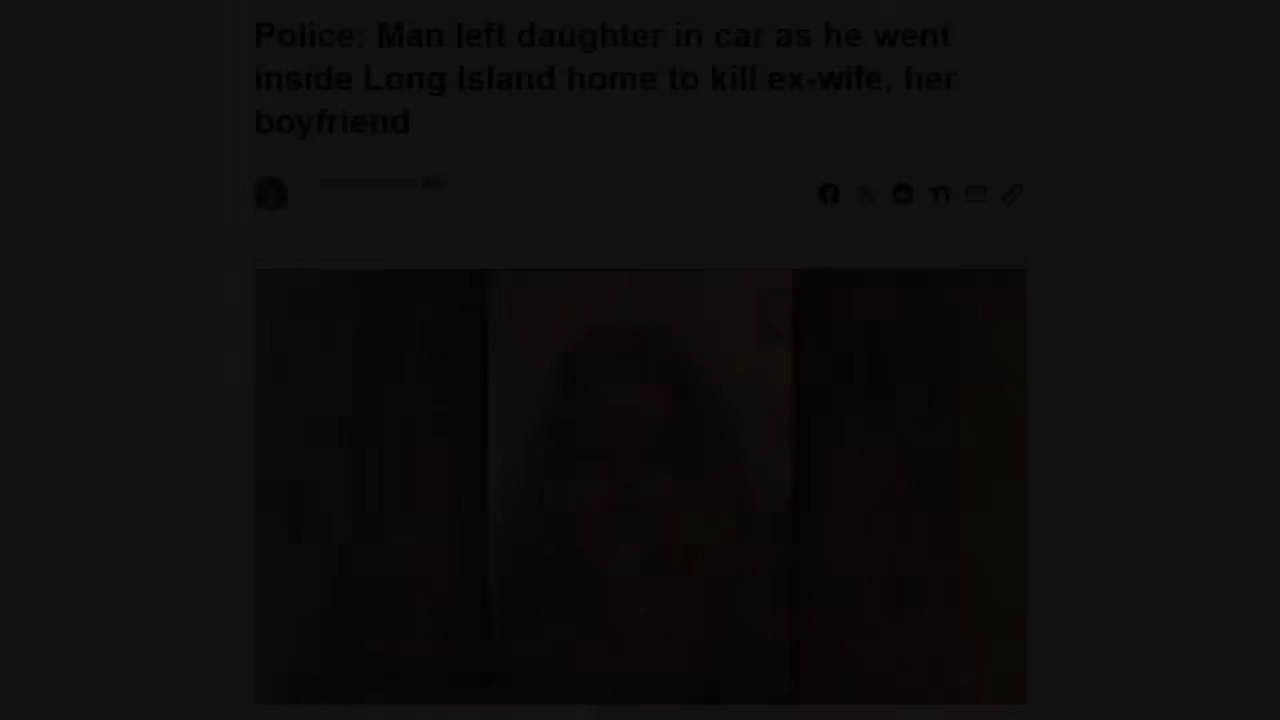 Police: Man left daughter in car as he went
inside Long Island home to kill ex-wife, her
boyfriend